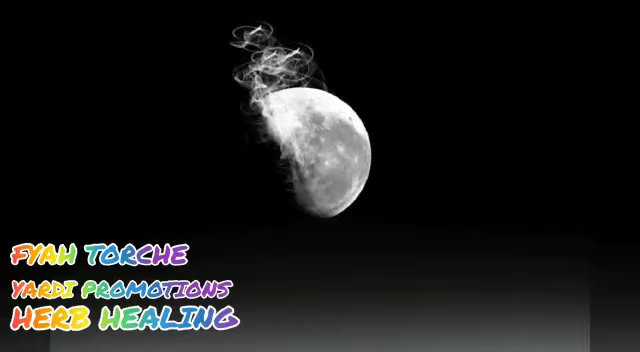 FYAH TORCHE
YARDI PROMOTIONS
HERB HEALING